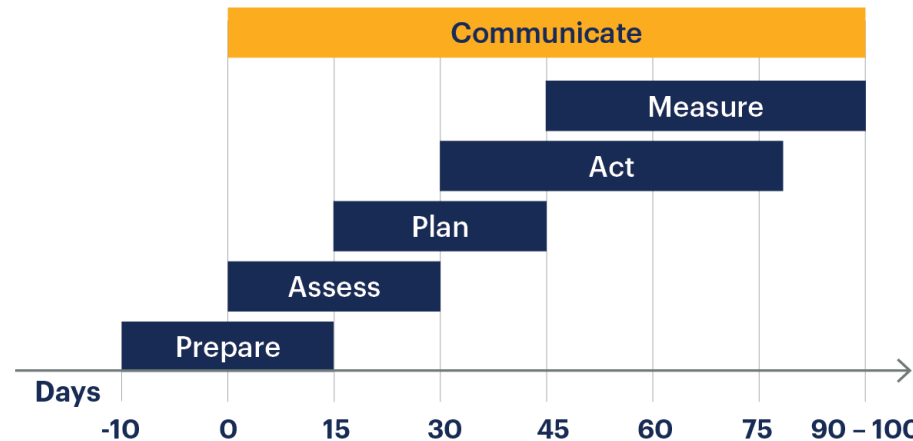 Communicate
Measure
Act
Plan
Assess
Prepare
Days
-10 0 15 30 45 60 75 90 – 100